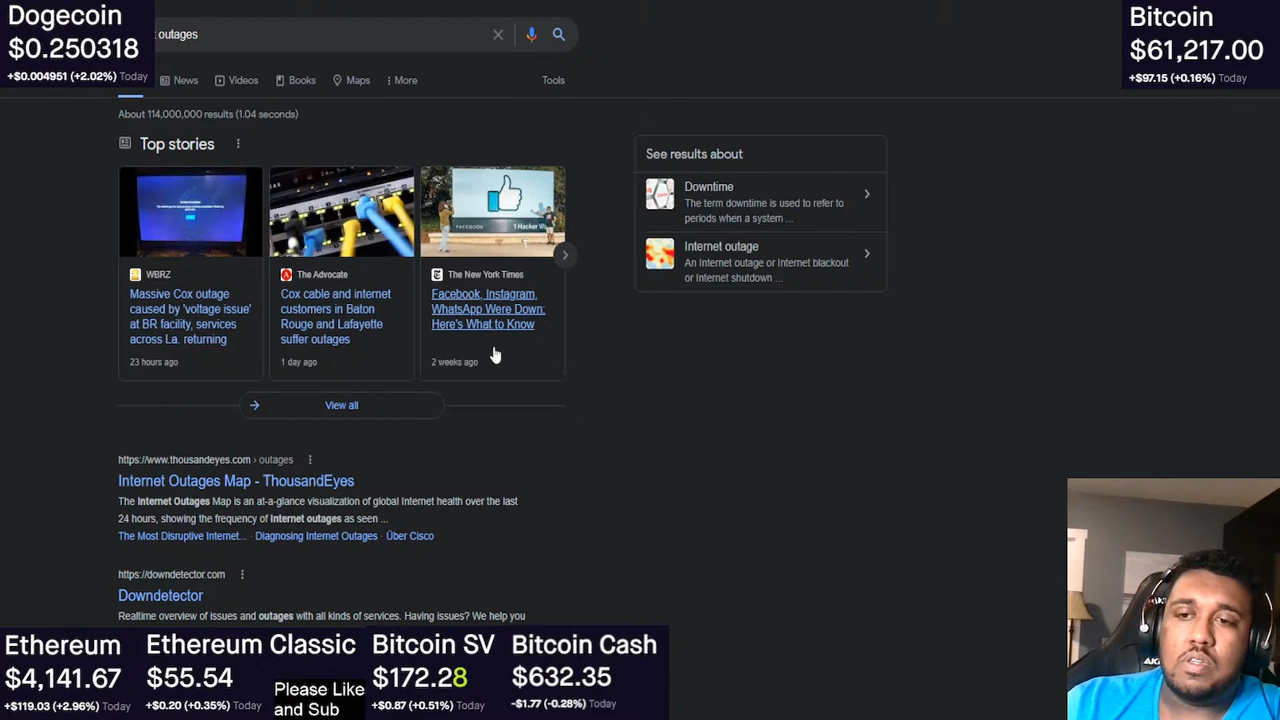 Dogecoin
$0.250318
+$0.004951 (+2.02%) Today
outages
Bitcoin
$61,217.00
+$97.15 (+0.16%) Today
News
Videos
Books
Maps
More
Tools
About 114,000,000 results (1.04 seconds)
Top stories
WBRZ
Massive Cox outage
caused by 'voltage issue'
at BR facility, services
across La. returning
23 hours ago
The Advocate
Cox cable and internet
customers in Baton
Rouge and Lafayette
suffer outages
1 day ago
FACEBOOK
1 Hacker
The New York Times
Facebook, Instagram,
WhatsApp Were Down:
Here's What to Know
2 weeks ago
View all
See results about
Downtime
The term downtime is used to refer to
periods when a system ...
Internet outage
An Internet outage or Internet blackout
or Internet shutdown ...
https://www.thousandeyes.com › outages
Internet Outages Map - ThousandEyes
The Internet Outages Map is an at-a-glance visualization of global Internet health over the last
24 hours, showing the frequency of Internet outages as seen ...
The Most Disruptive Internet... · Diagnosing Internet Outages · Über Cisco
https://downdetector.com
Downdetector
Realtime overview of issues and outages with all kinds of services. Having issues? We help you
Ethereum
$4,141.67
+$119.03 (+2.96%) Today
Ethereum Classic
$55.54
+$0.20 (+0.35%) Today
Please Like
and Sub
Bitcoin SV
$172.28
+$0.87 (+0.51%) Today
Bitcoin Cash
$632.35
-$1.77 (-0.28%) Today